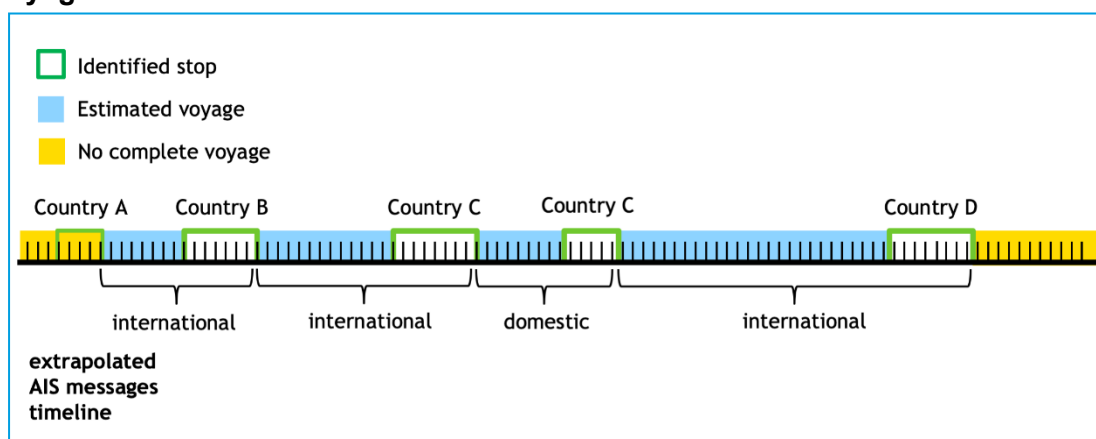 Identified stop
Estimated voyage
No complete voyage
Country A Country B Country C Country C Country D
international international domestic international
extrapolated
AIS messages
timeline